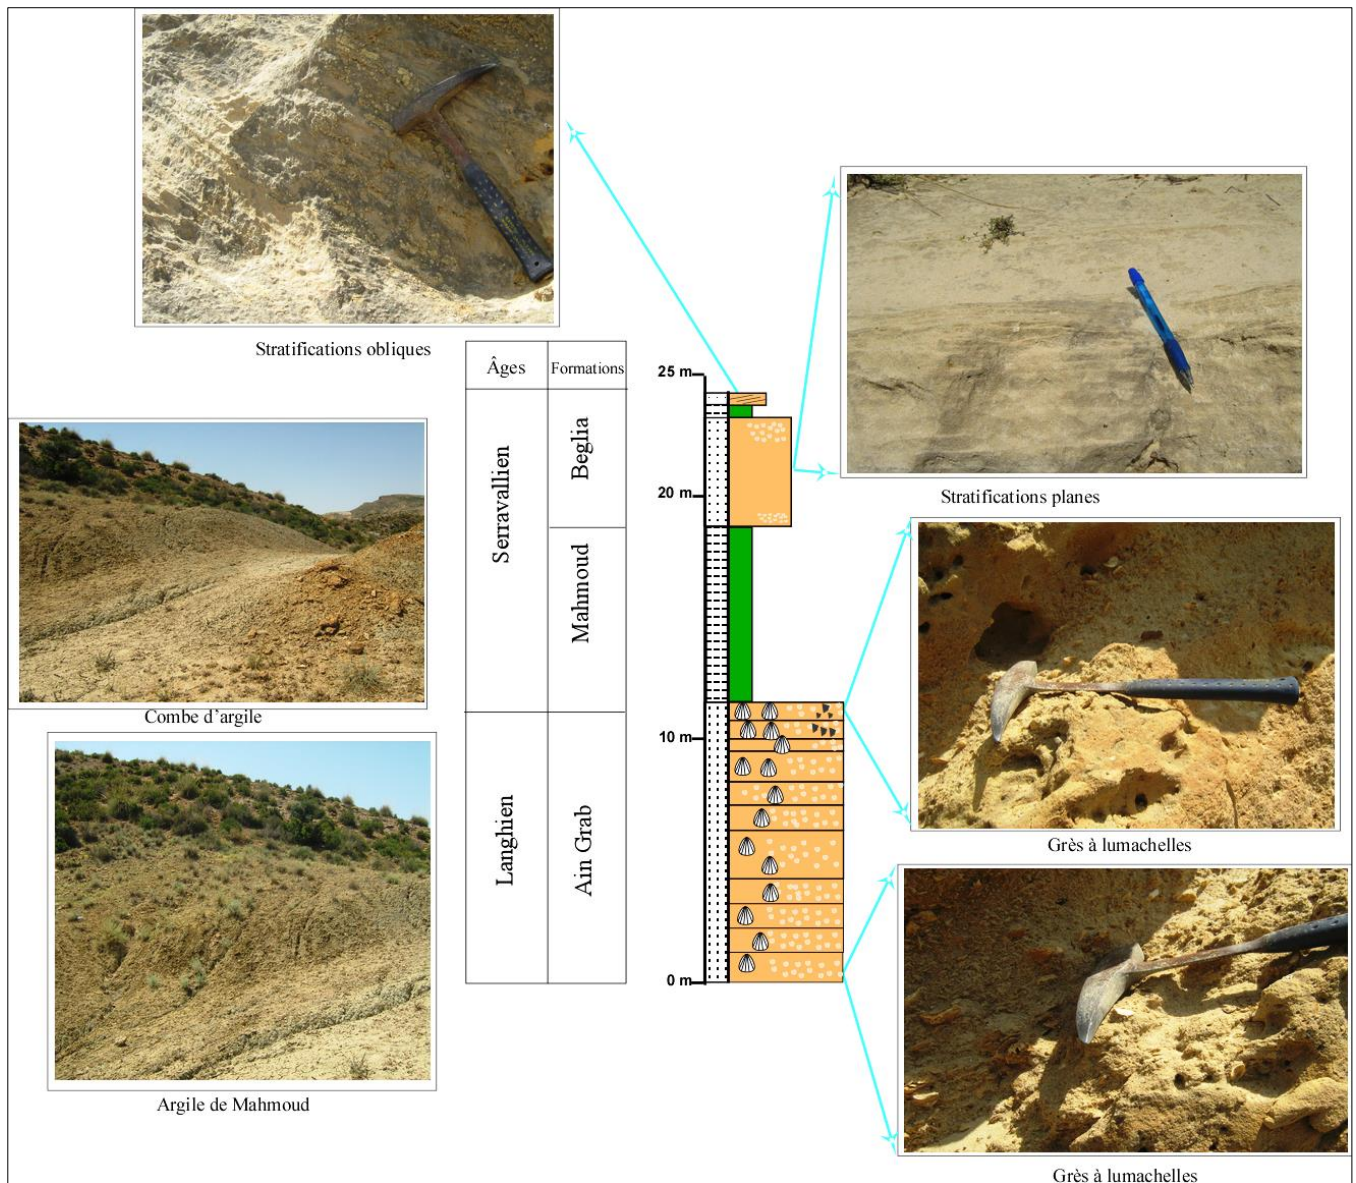 Stratifications obliques
Âges
Formations
25 m
Serravallien
Beglia
20 m
Stratifications planes
Mahmoud
Combe d'argile
10 m
Langhien
Ain Grab
Grès à lumachelles
0 m
Argile de Mahmoud
Grès à lumachelles